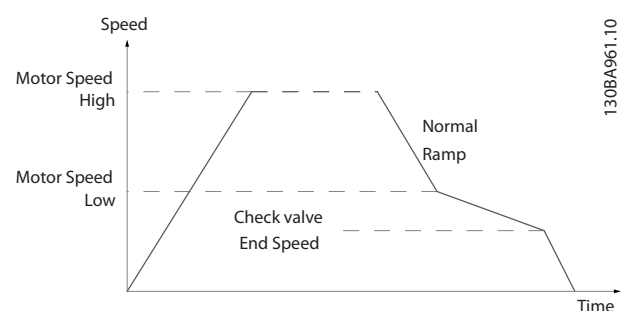 Speed
130BA961.10
Motor Speed
High
Normal
Ramp
Motor Speed
Low
Check valve
End Speed
Time